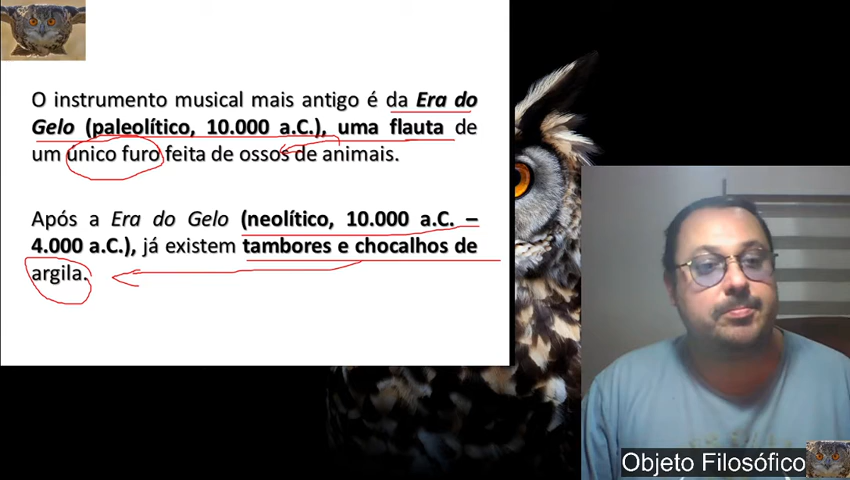 O instrumento musical mais antigo é da Era do
Gelo (paleolítico, 10.000 a.C.), uma flauta de
um único furo feita de ossos de animais.
Após a Era do Gelo (neolítico, 10.000 a.C. –
4.000 a.C.), já existem tambores e chocalhos de
argila.
Objeto Filosófico